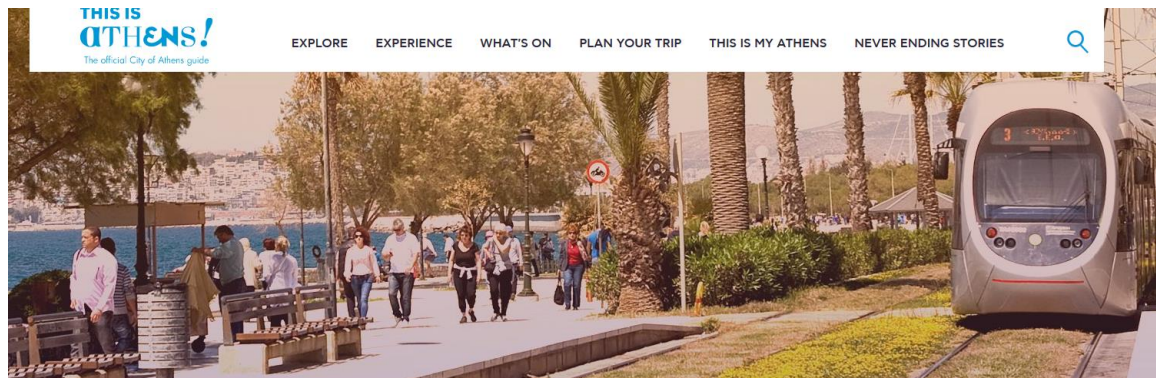 THIS IS
aTHENS!
The official City of Athens guide
EXPLORE EXPERIENCE WHAT'S ON PLAN YOUR TRIP THIS IS MY ATHENS NEVER ENDING STORIES
3